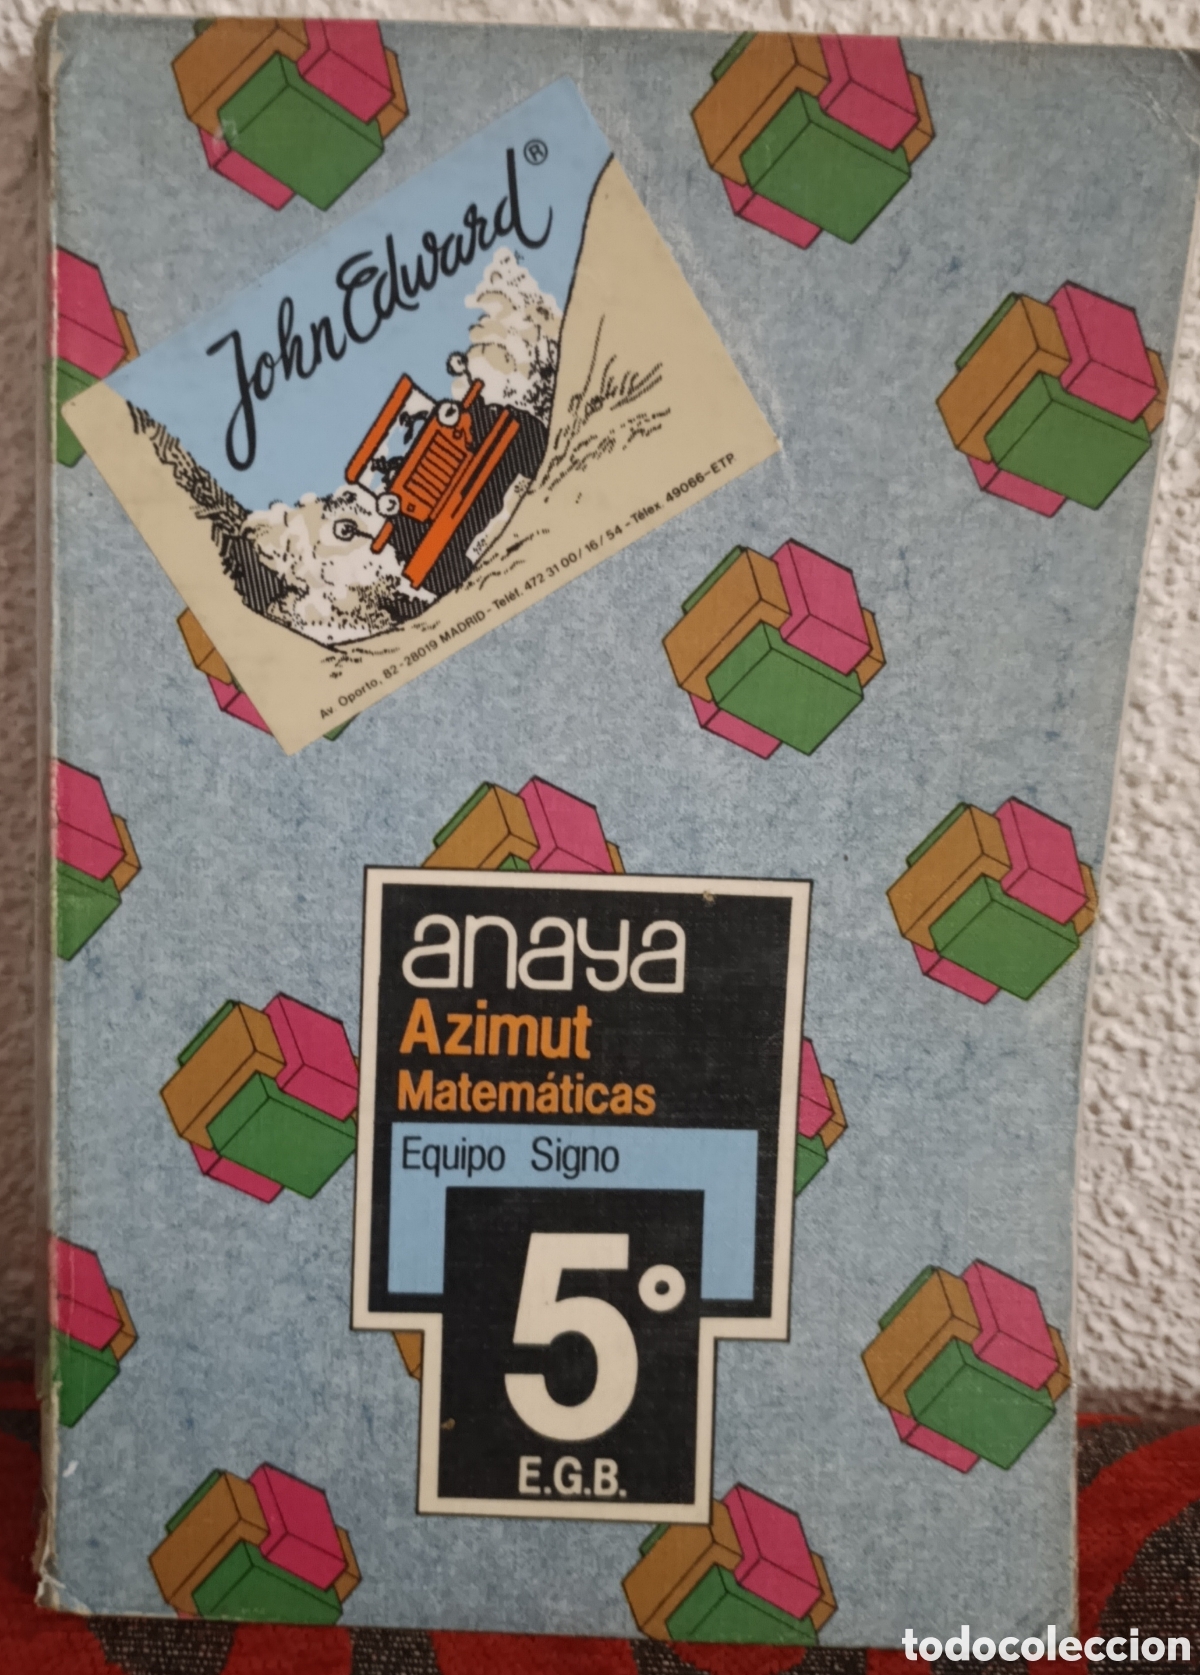 John Edward®
Av. Oporto, 82-28019 MADRID - Teléf. 472 31 00/16/54 - Télex. 49066-ETP
anaya
Azimut
Matemáticas
Equipo Signo
5º
E.G.B.
todocoleccion